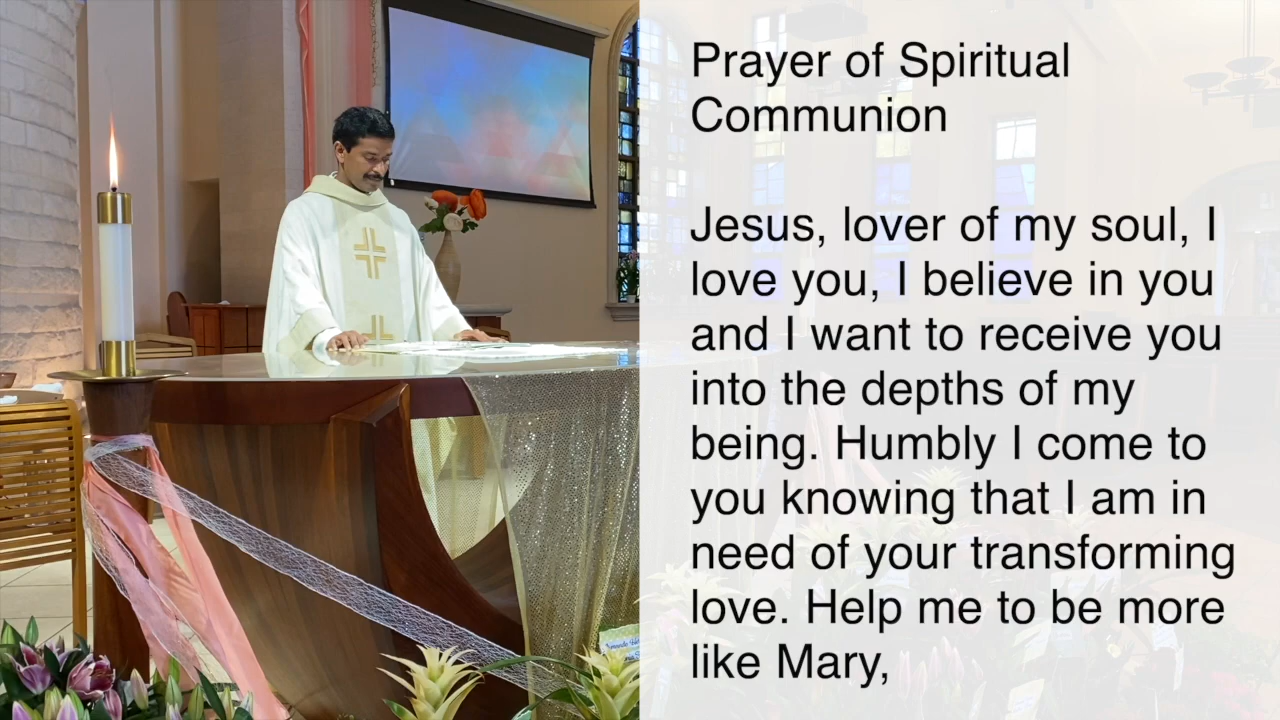 Prayer of Spiritual
Communion
Jesus, lover of my soul, I
love you, I believe in you
and I want to receive you
into the depths of my
being. Humbly I come to
you knowing that I am in
need of your transforming
love. Help me to be more
like Mary,